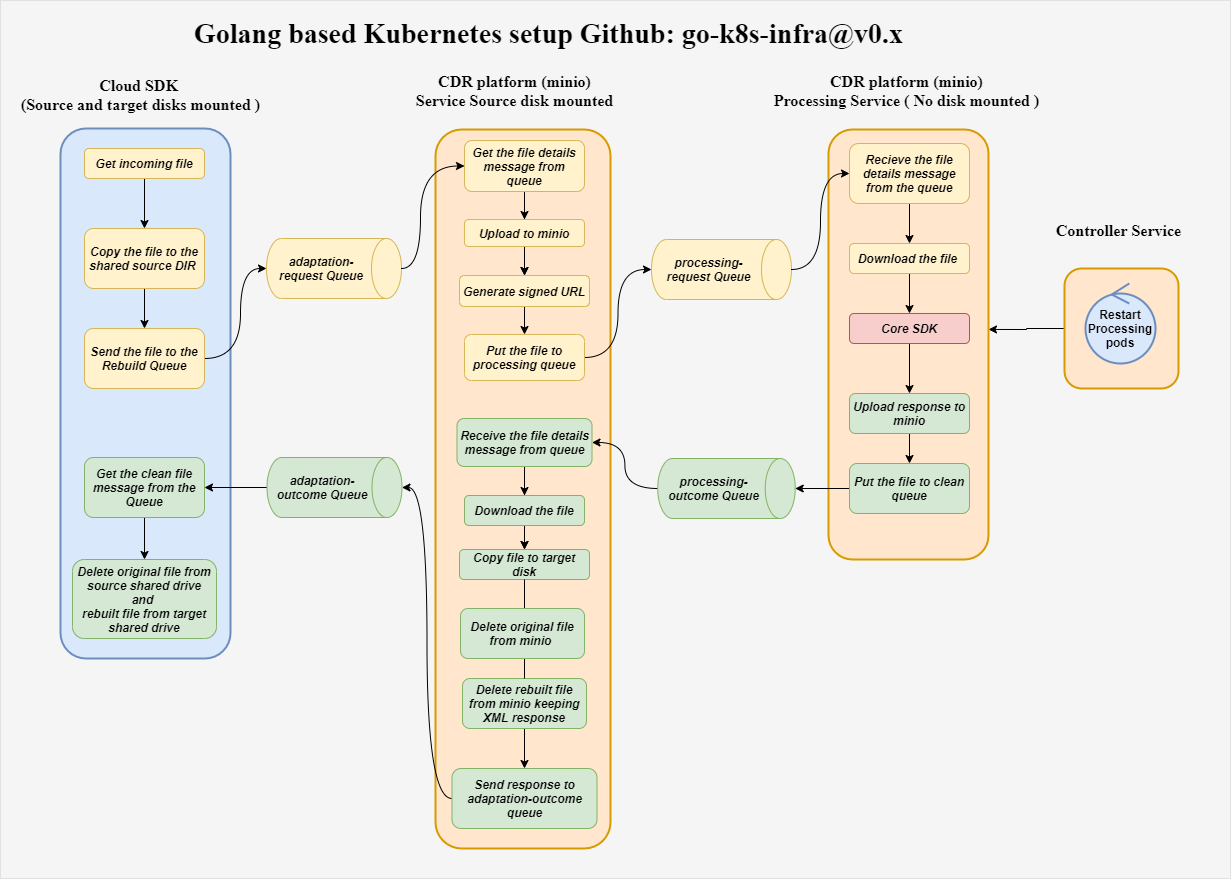 Golang based Kubernetes setup Github: go-k8s-infra@v0.x
Cloud SDK
(Source and target disks mounted )
Get incoming file
Copy the file to the
shared source DIR
Send the file to the
Rebuild Queue
Get the clean file
message from the
Queue
Delete original file from
source shared drive
and
rebuilt file from target
shared drive
adaptation-
request Queue
adaptation-
outcome Queue
CDR platform (minio)
Service Source disk mounted
Get the file details
message from
queue
Upload to minio
Generate signed URL
Put the file to
processing queue
Receive the file details
message from queue
Download the file
Copy file to target
disk
Delete original file
from minio
Delete rebuilt file
from minio keeping
XML response
Send response to
adaptation-outcome
queue
processing-
request Queue
processing-
outcome Queue
CDR platform (minio)
Processing Service ( No disk mounted )
Recieve the file
details message
from the queue
Download the file
Core SDK
Upload response to
minio
Put the file to clean
queue
Controller Service
Restart
Processing
pods